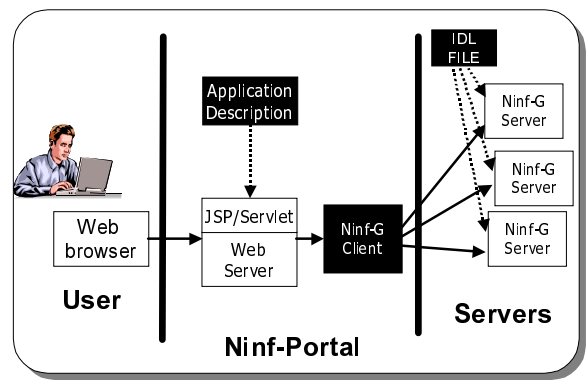 IDL
FILE
Application
Description
Ninf-G
Server
Ninf-G
Server
Ninf-G
Server
JSP/Servlet
Web
Server
Ninf-G
Client
Web
browser
User
Ninf-Portal
Servers